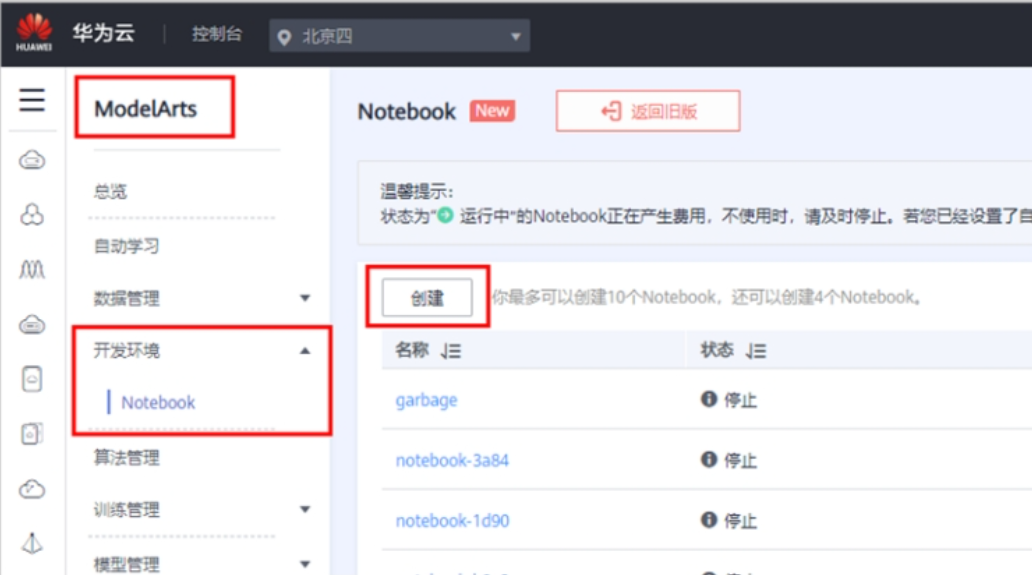 HUAWEI
华为云
控制台
北京四
ModelArts
总览
自动学习
数据管理
开发环境
Notebook
算法管理
训练管理
模型管理
Notebook New
返回旧版
温馨提示：
状态为“ 运行中”的Notebook正在产生费用，不使用时，请及时停止。若您已经设置了自
创建
你最多可以创建10个Notebook，还可以创建4个Notebook。
名称 状态
garbage 停止
notebook-3a84 停止
notebook-1d90 停止